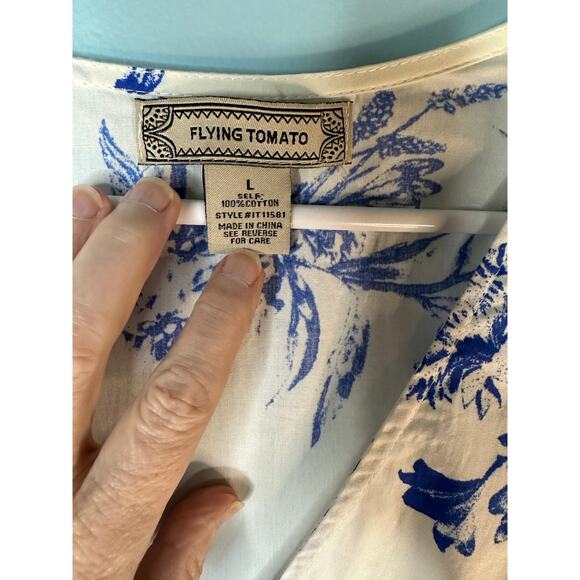 FLYING TOMATO
L
SELF:
100%COTTON
STYLE#IT11581
MADE IN CHINA
SEE REVERSE
FOR CARE